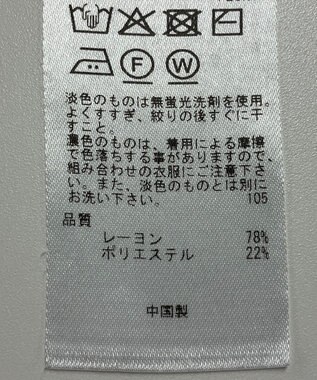 F W
淡色のものは無蛍光洗剤を使用。
よくすすぎ、絞りの後すぐに干
すこと。
濃色のものは、着用による摩擦
で色落ちする事がありますので、
組み合わせの衣服にご注意下さ
い。また、淡色のものとは別に
お洗い下さい。 105
品質
レーヨン 78%
ポリエステル 22%
中国製